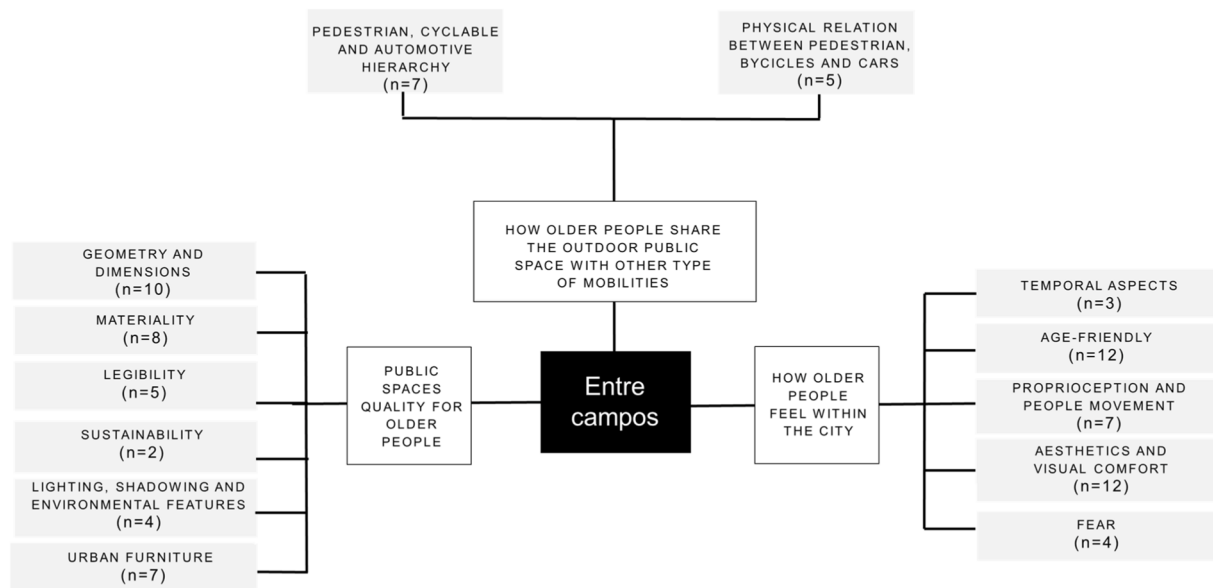 PEDESTRIAN, CYCLABLE
AND AUTOMOTIVE
HIERARCHY
(n=7)
PHYSICAL RELATION
BETWEEN PEDESTRIAN,
BYCICLES AND CARS
(n=5)
HOW OLDER PEOPLE SHARE
THE OUTDOOR PUBLIC
SPACE WITH OTHER TYPE
OF MOBILITIES
GEOMETRY AND
DIMENSIONS
(n=10)
MATERIALITY
(n=8)
LEGIBILITY
(n=5)
SUSTAINABILITY
(n=2)
LIGHTING, SHADOWING AND
ENVIRONMENTAL FEATURES
(n=4)
URBAN FURNITURE
(n=7)
PUBLIC
SPACES
QUALITY FOR
OLDER
PEOPLE
Entre
campos
HOW OLDER
PEOPLE
FEEL WITHIN
THE CITY
TEMPORAL ASPECTS
(n=3)
AGE-FRIENDLY
(n=12)
PROPRIOCEPTION AND
PEOPLE MOVEMENT
(n=7)
AESTHETICS AND
VISUAL COMFORT
(n=12)
FEAR
(n=4)